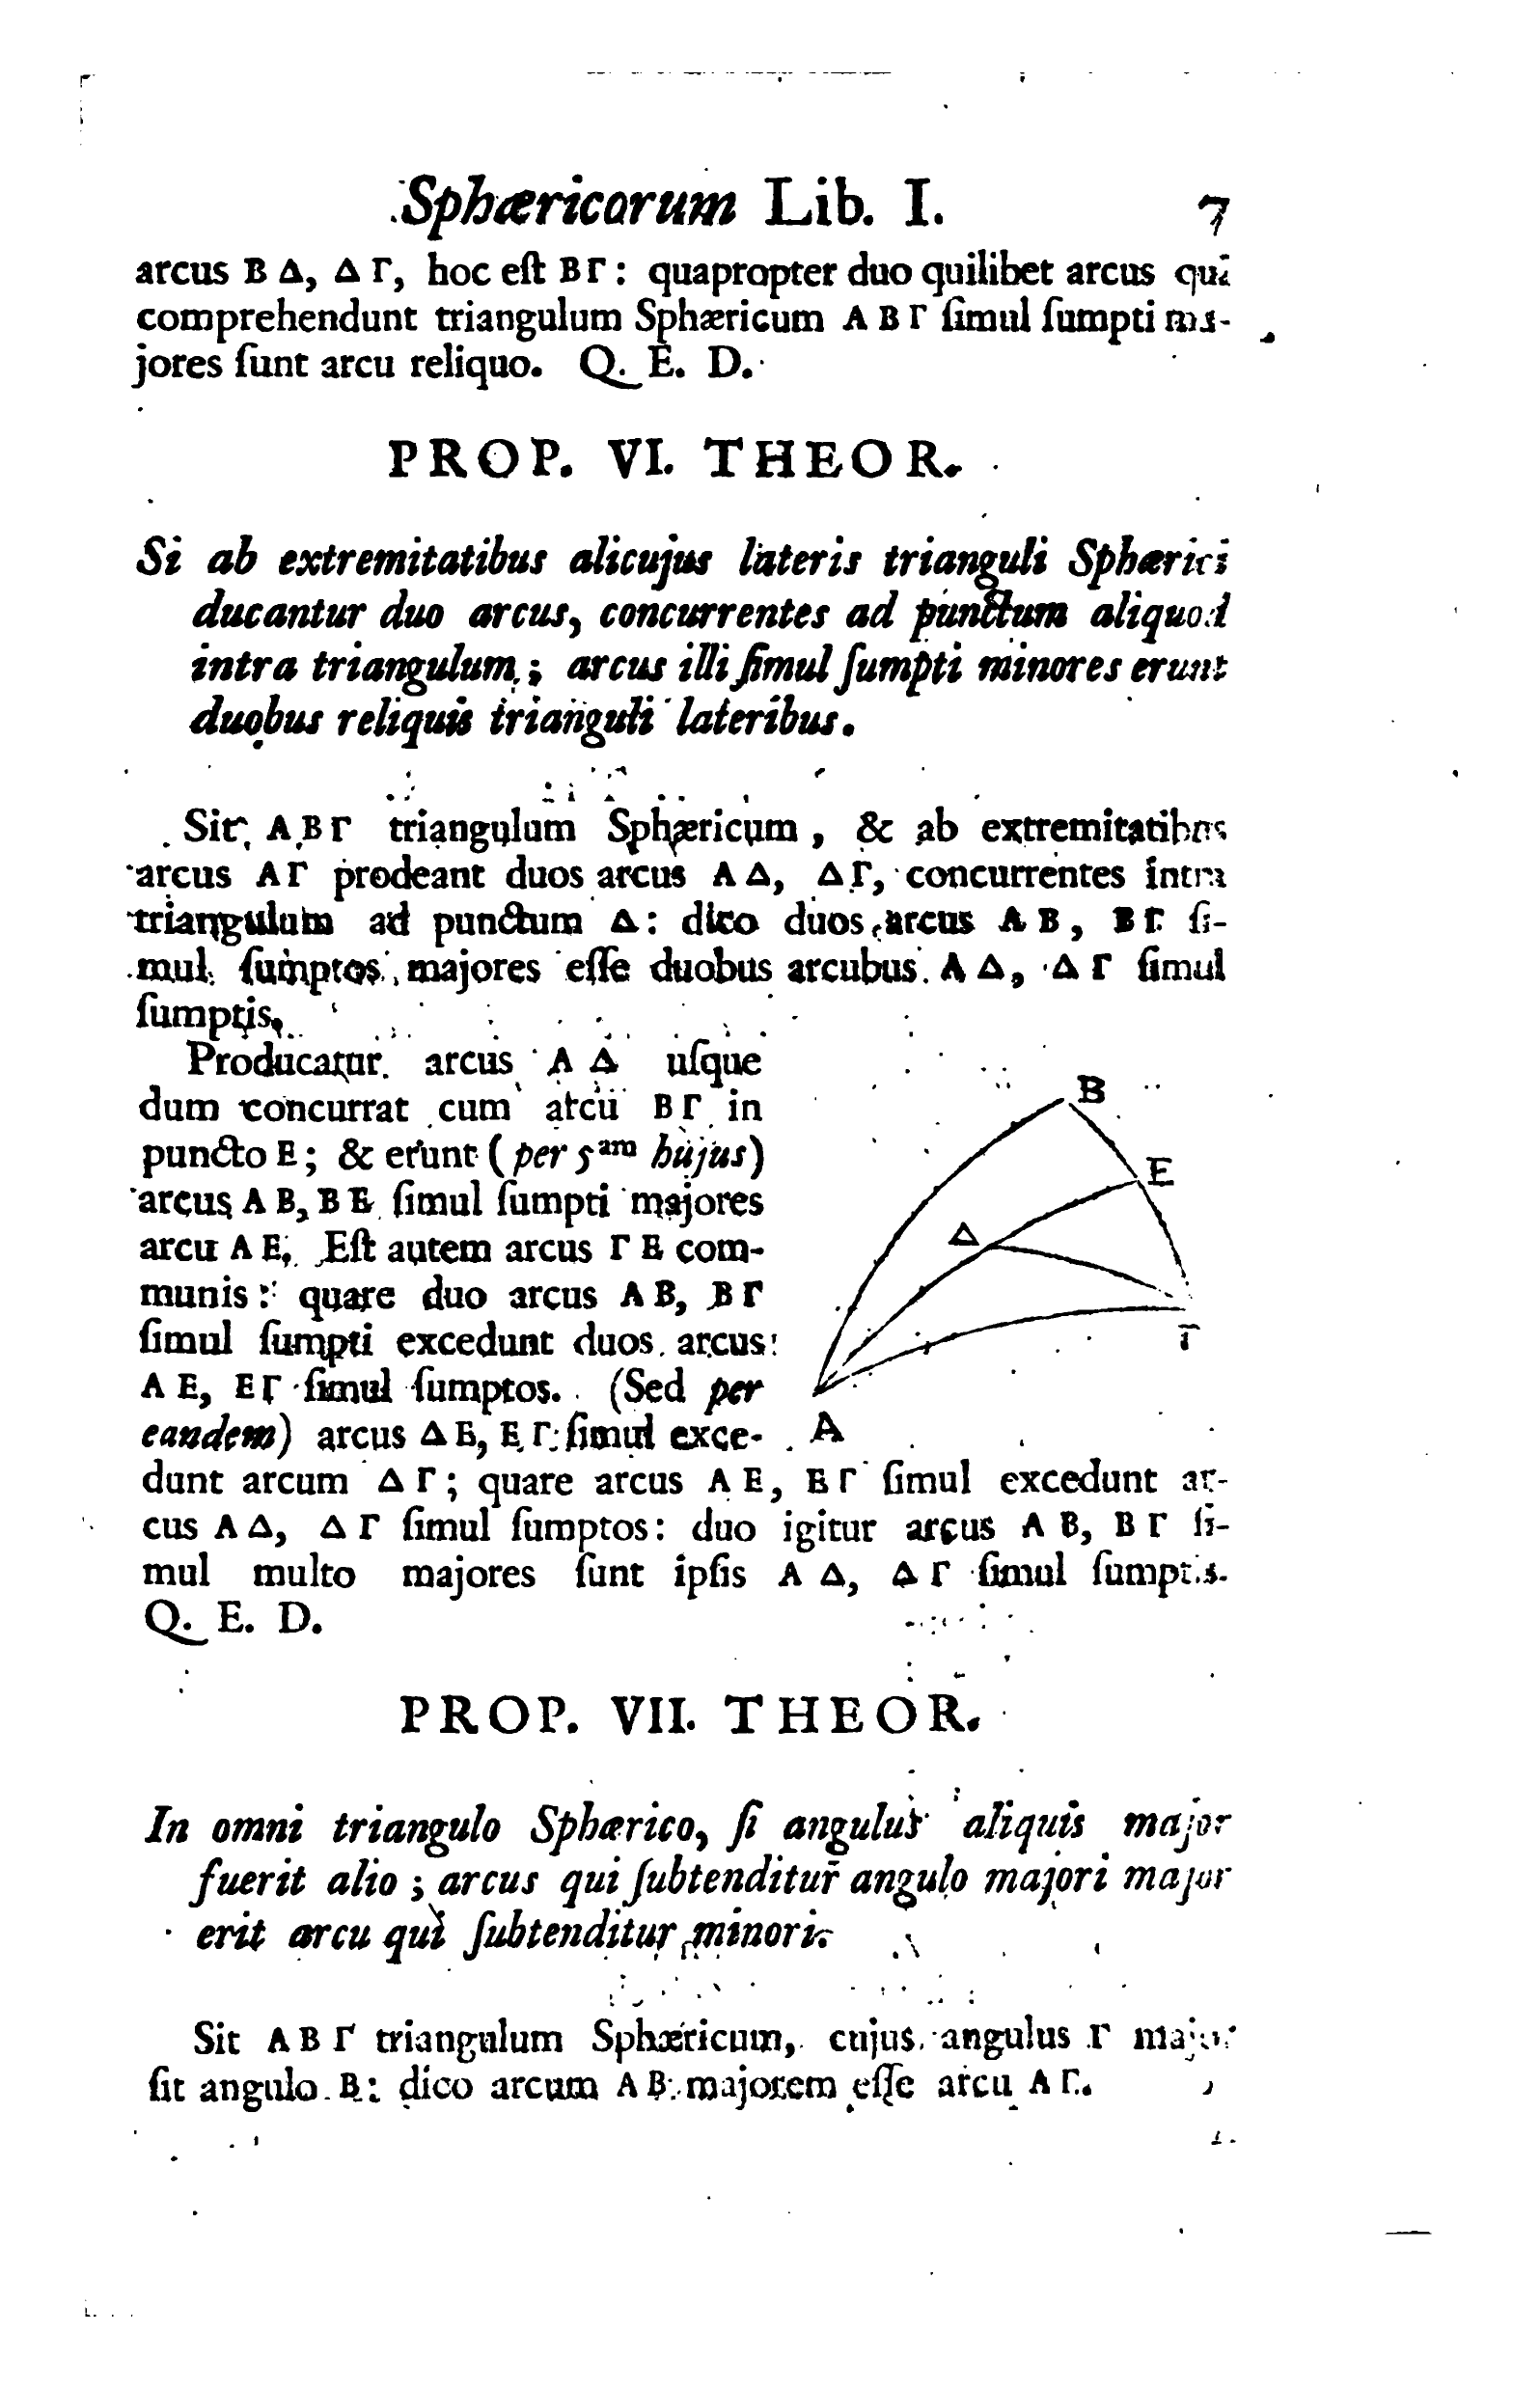 Sphæricorum Lib. I. 7
arcus Β Δ, Δ Γ, hoc eſt Β Γ : quapropter duo quilibet arcus qui
comprehendunt triangulum Sphæricum Α Β Γ ſimul ſumpti ma-
jores ſunt arcu reliquo. Q. E. D.
PROP. VI. THEOR.
Si ab extremitatibus alicujus lateris trianguli Sphærici
ducantur duo arcus, concurrentes ad punctum aliquod
intra triangulum ; arcus illi ſimul ſumpti minores erunt
duobus reliquis trianguli lateribus.
Sit Α Β Γ triangulum Sphæricum , & ab extremitatibus
arcus Α Γ prodeant duos arcus Α Δ, Δ Γ, concurrentes intra
triangulum ad punctum Δ : dico duos arcus Α Β , Β Γ ſi-
mul ſumptos majores eſſe duobus arcubus Α Δ, Δ Γ ſimul
ſumptis.
Producatur arcus Α Δ uſque
dum concurrat cum arcu Β Γ in
puncto Ε ; & erunt ( per 5am hujus)
arcus Α Β, Β Ε ſimul ſumpti majores
arcu Α Ε. Eſt autem arcus Γ Ε com-
munis : quare duo arcus Α Β, Β Γ
ſimul ſumpti excedunt duos arcus
Α Ε, Ε Γ ſimul ſumptos. (Sed per
eandem) arcus Δ Ε, Ε Γ ſimul exce-
dunt arcum Δ Γ ; quare arcus Α Ε, Ε Γ ſimul excedunt ar-
cus Α Δ, Δ Γ ſimul ſumptos : duo igitur arcus Α Β, Β Γ ſi-
mul multo majores ſunt ipſis Α Δ, Δ Γ ſimul ſumptis.
Q. E. D.
Β
Ε
Δ
Γ
Α
PROP. VII. THEOR.
In omni triangulo Sphærico, ſi angulus aliquis major
fuerit alio ; arcus qui ſubtenditur angulo majori major
erit arcu qui ſubtenditur minori.
Sit Α Β Γ triangulum Sphæricum, cujus angulus Γ major
ſit angulo Β : dico arcum Α Β majorem eſſe arcu Α Γ.